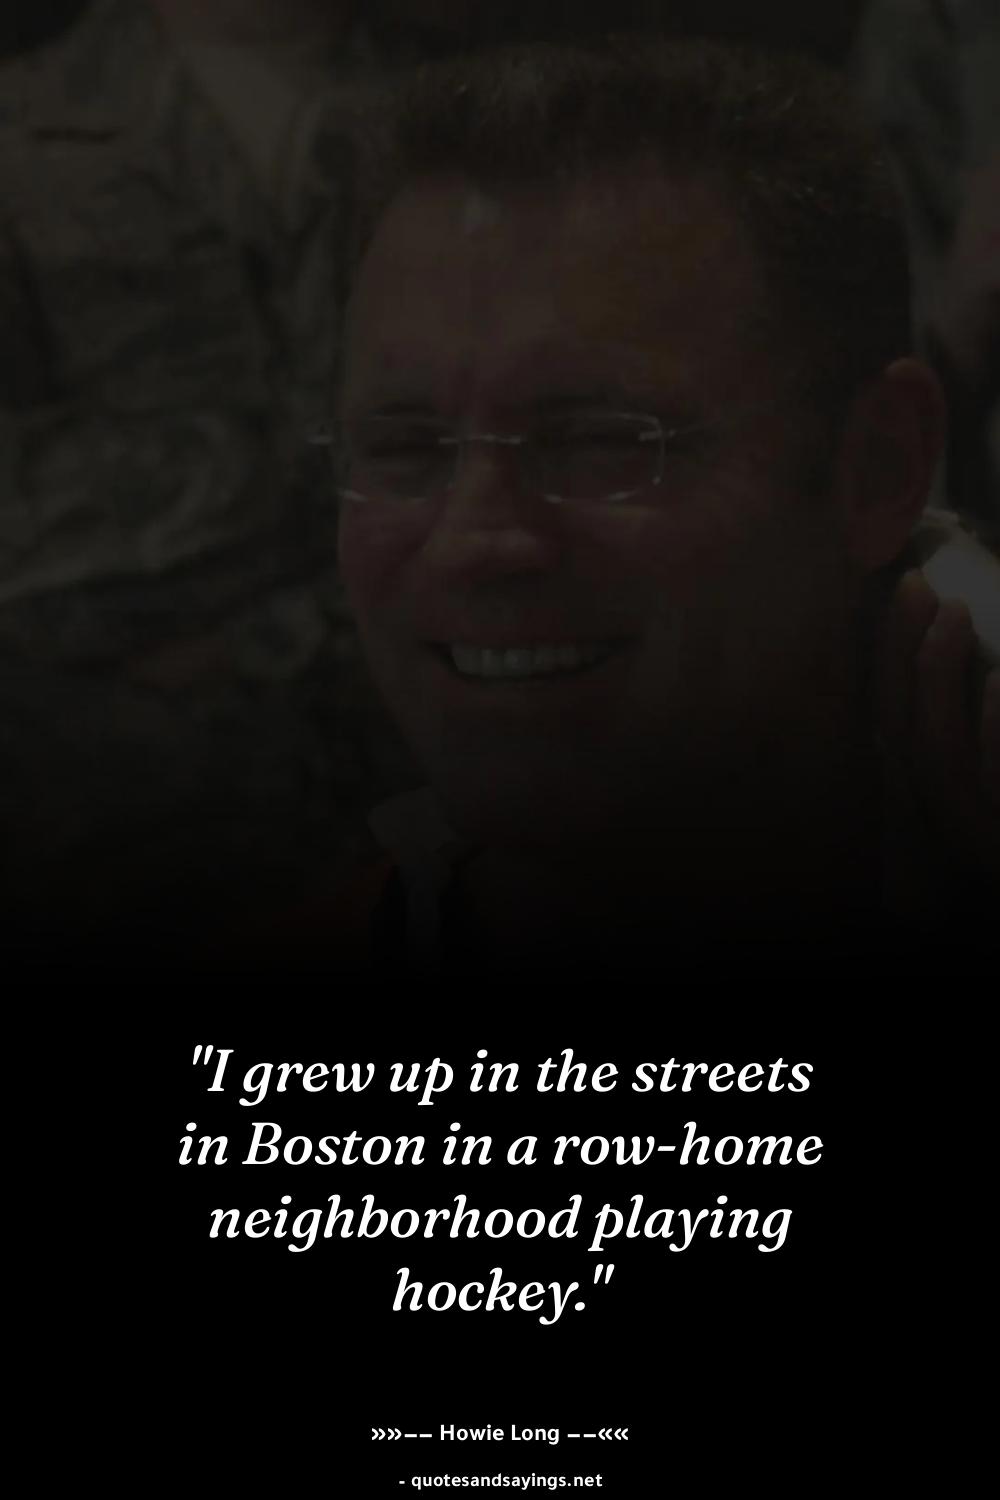 "I grew up in the streets
in Boston in a row-home
neighborhood playing
hockey."
»»−− Howie Long −−««
- quotesandsayings.net